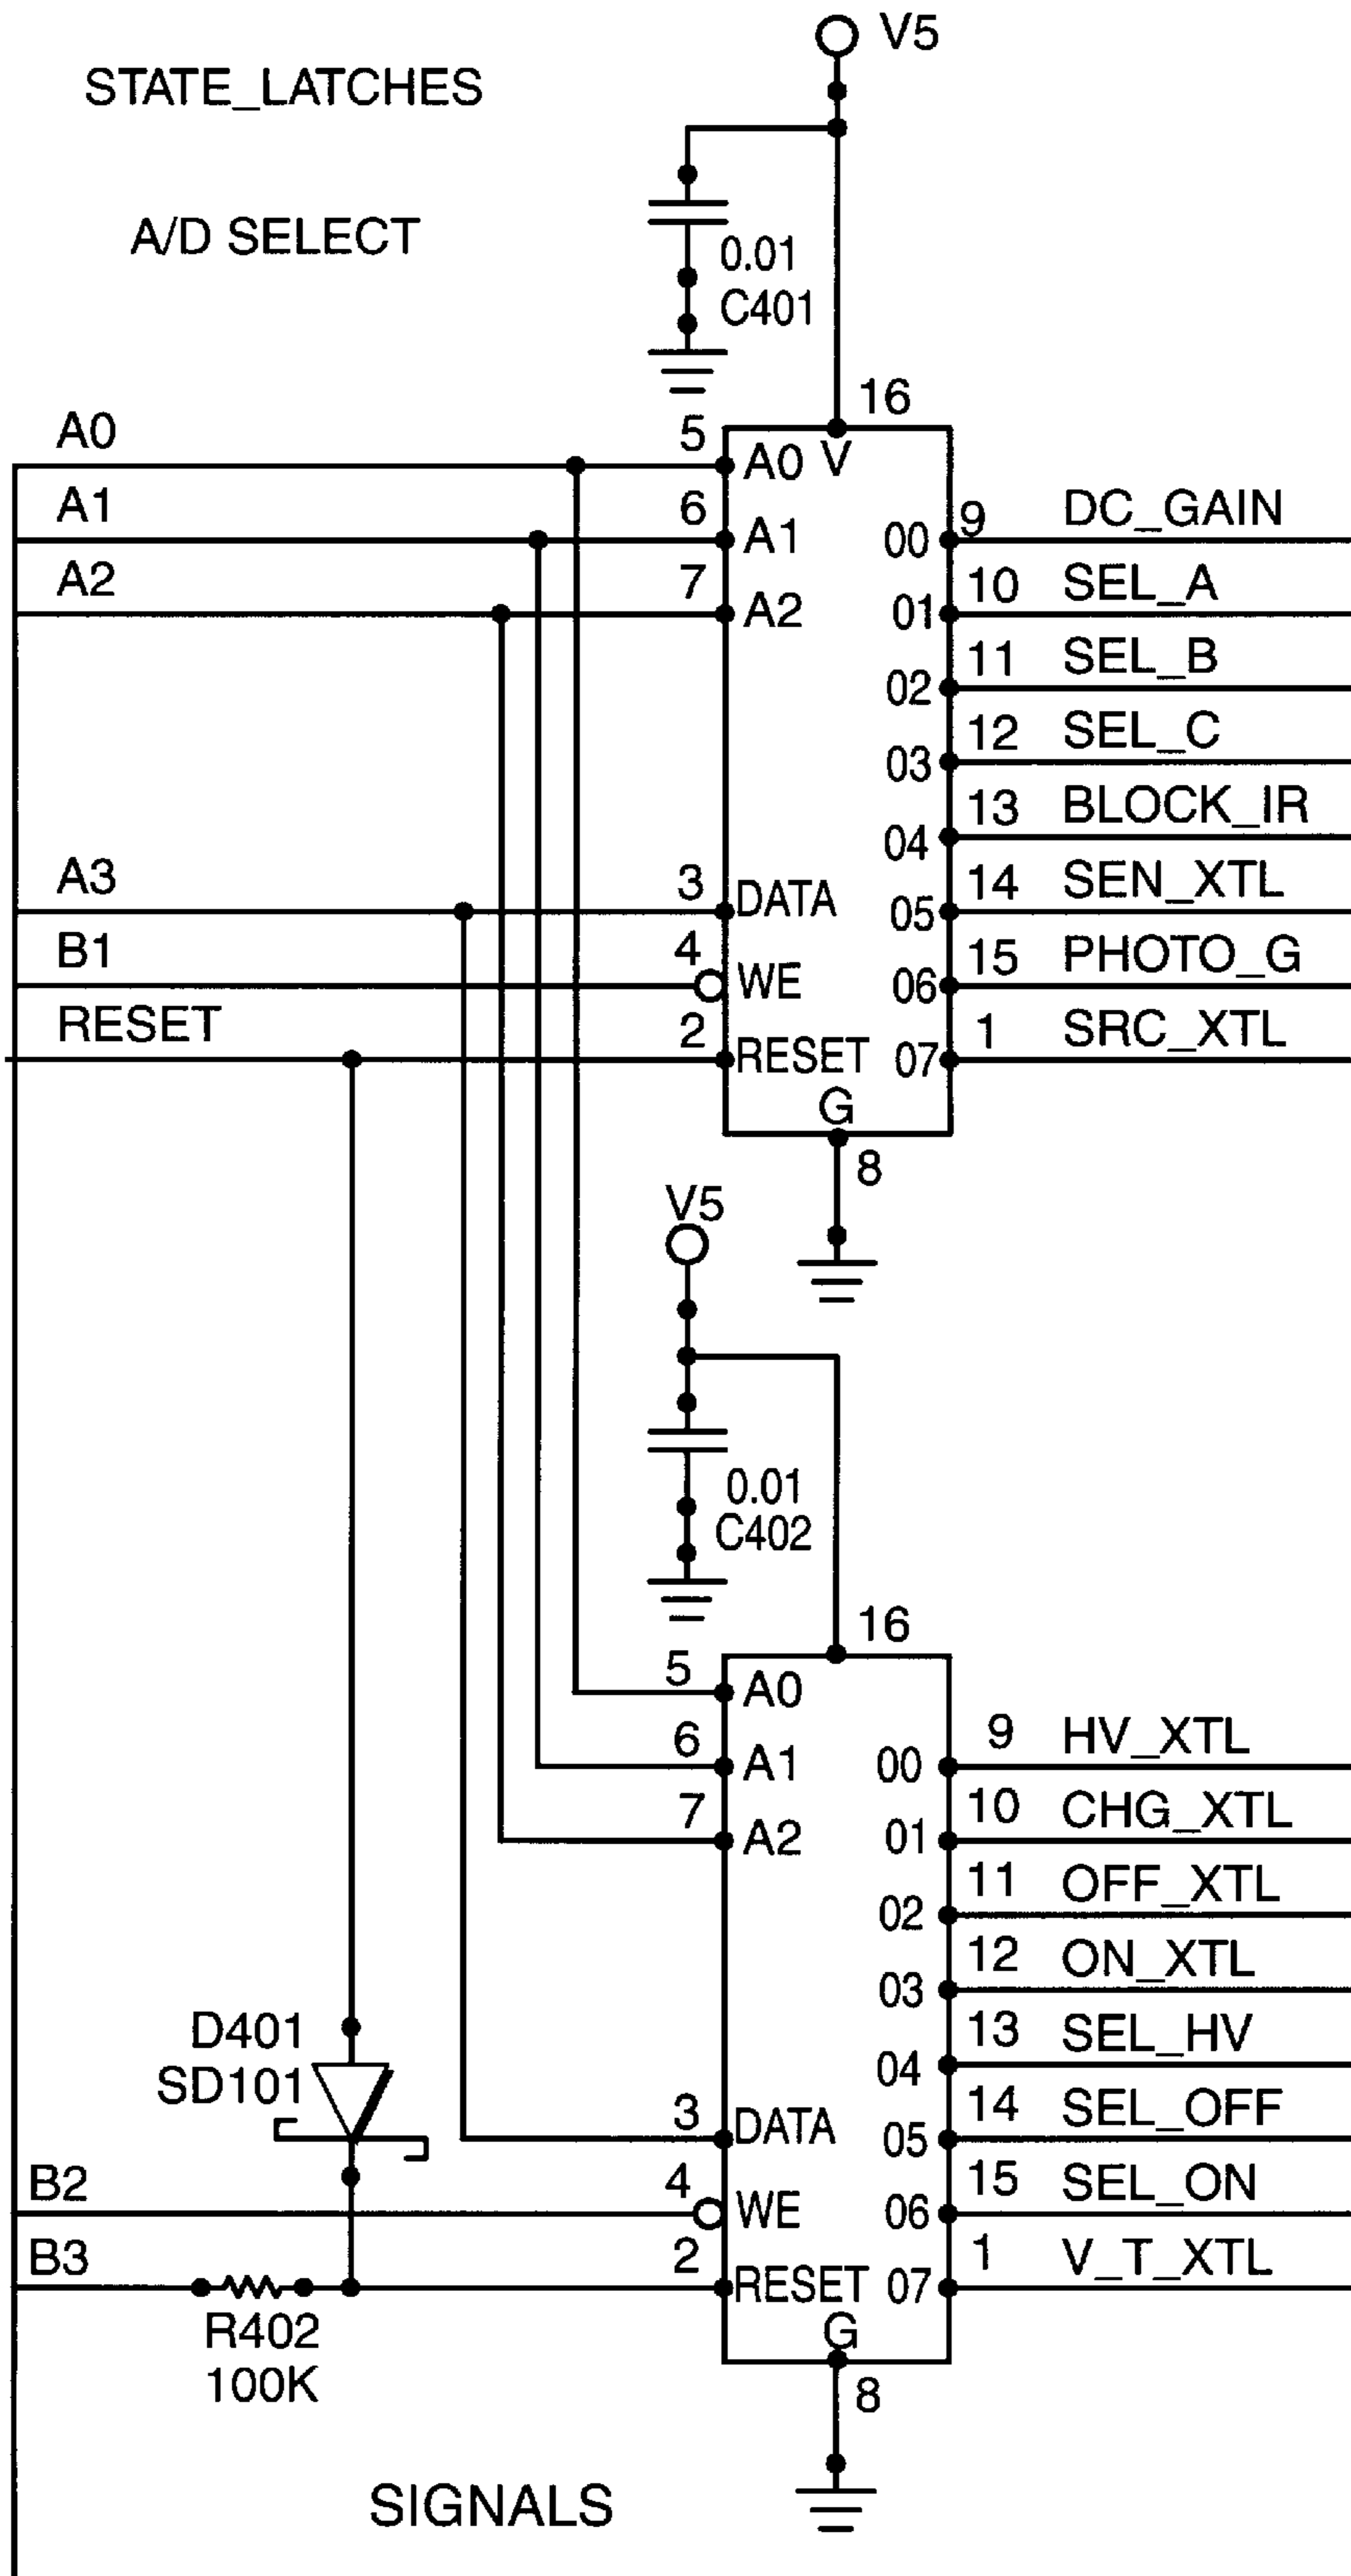 V5
STATE_LATCHES
A/D SELECT
0.01
C401
16
A0
5
A0 V
A1
6
A1
00
9
DC_GAIN
A2
7
A2
01
10
SEL_A
02
11
SEL_B
03
12
SEL_C
04
13
BLOCK_IR
A3
3
DATA
05
14
SEN_XTL
B1
4
WE
06
15
PHOTO_G
RESET
2
RESET
07
1
SRC_XTL
G
8
V5
0.01
C402
16
5
A0
6
A1
00
9
HV_XTL
7
A2
01
10
CHG_XTL
02
11
OFF_XTL
03
12
ON_XTL
D401
SD101
04
13
SEL_HV
3
DATA
05
14
SEL_OFF
B2
4
WE
06
15
SEL_ON
B3
2
RESET
07
1
V_T_XTL
R402
100K
G
8
SIGNALS